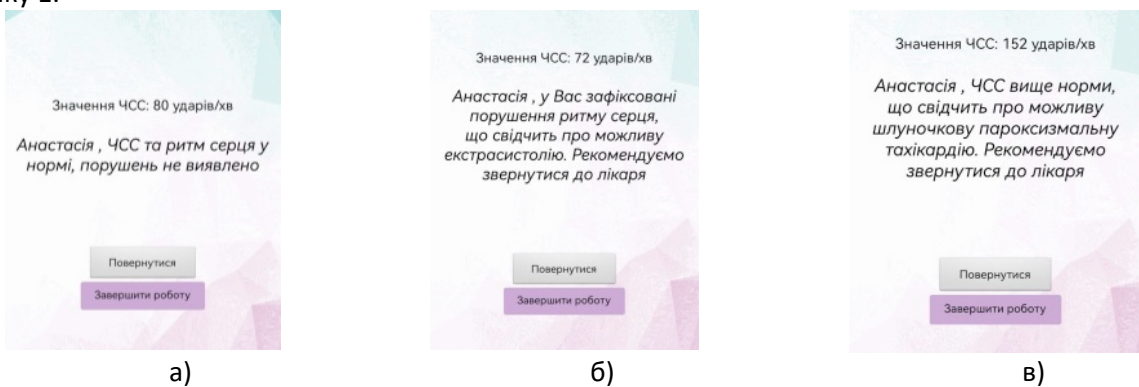 Значення ЧСС: 80 ударів/хв
Анастасія , ЧСС та ритм серця у
нормі, порушень не виявлено
Повернутися
Завершити роботу
а)
Значення ЧСС: 72 ударів/хв
Анастасія , у Вас зафіксовані
порушення ритму серця,
що свідчить про можливу
екстрасистолію. Рекомендуємо
звернутися до лікаря
Повернутися
Завершити роботу
б)
Значення ЧСС: 152 ударів/хв
Анастасія , ЧСС вище норми,
що свідчить про можливу
шлуночкову пароксизмальну
тахікардію. Рекомендуємо
звернутися до лікаря
Повернутися
Завершити роботу
в)